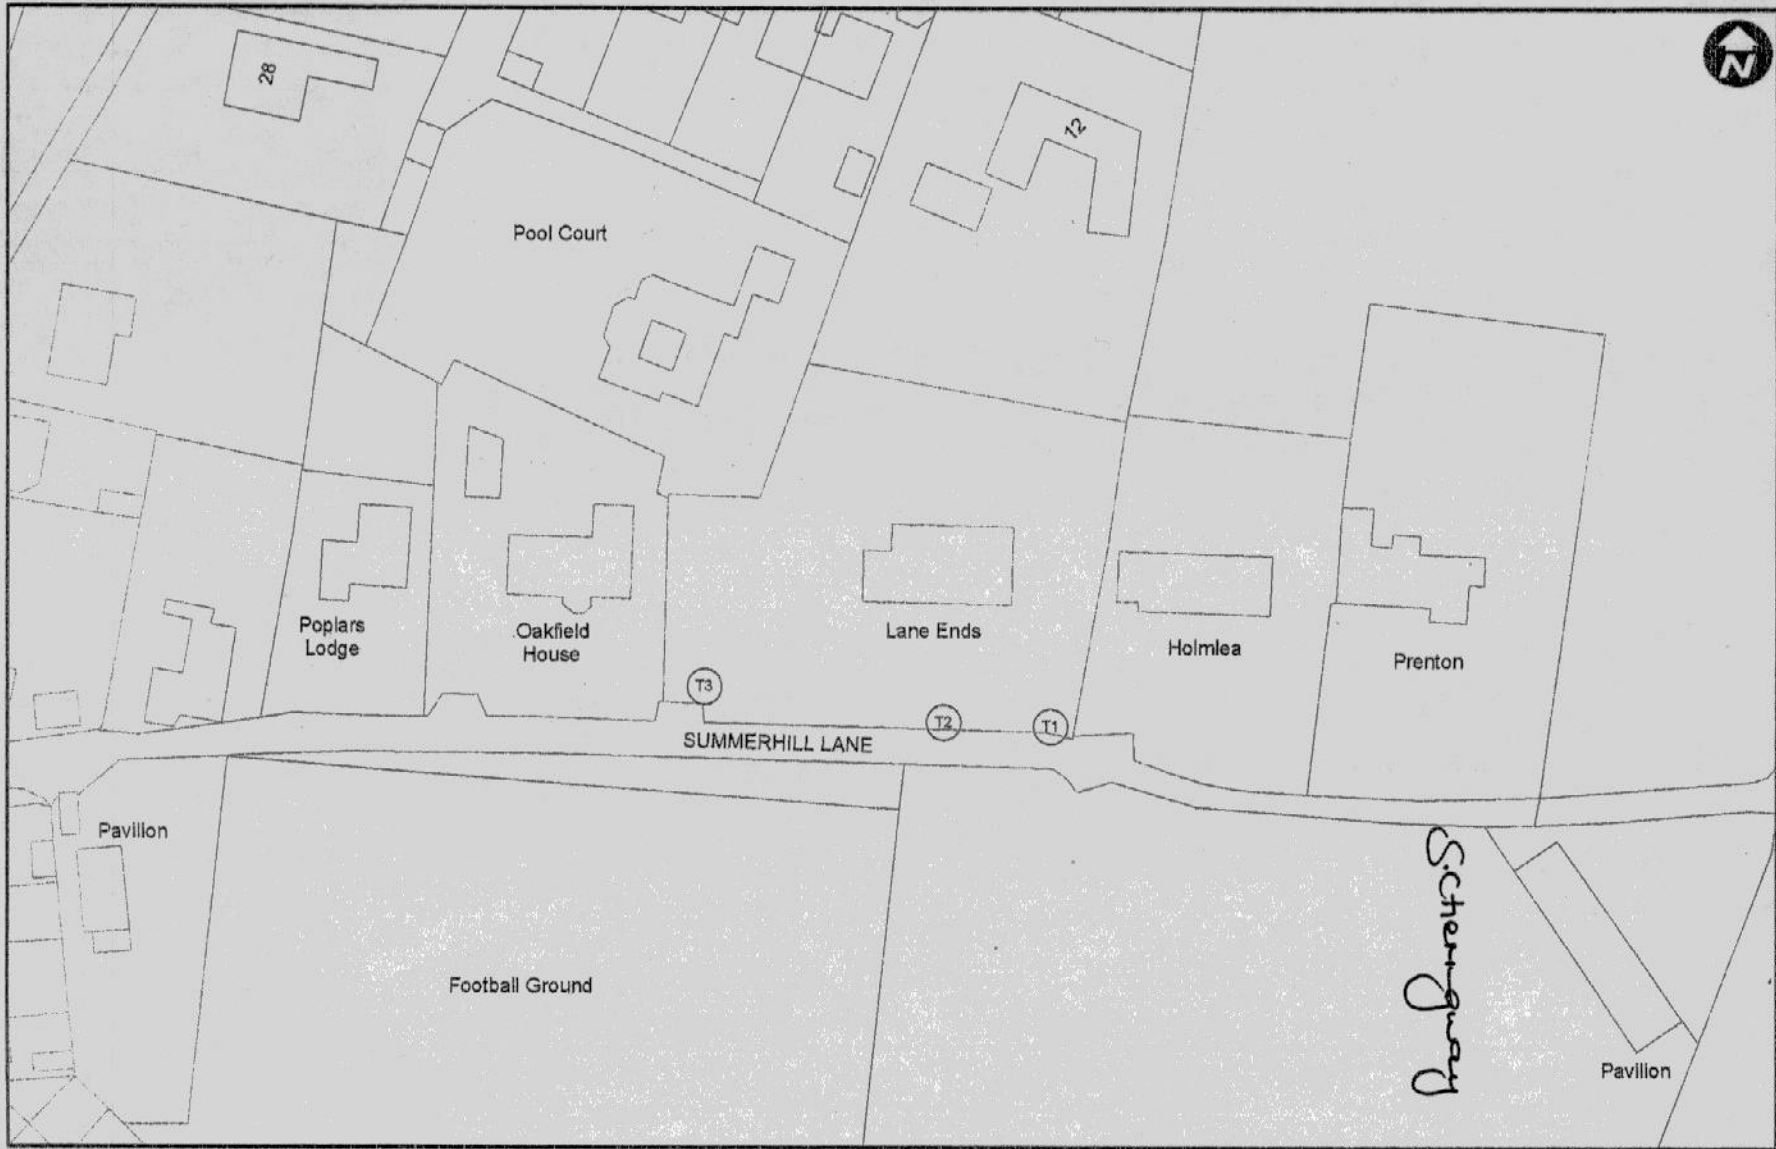 N
28
12
Pool Court
Poplars
Lodge
Oakfield
House
Lane Ends
Holmlea
Prenton
T3
T2
T1
SUMMERHILL LANE
Pavilion
Football Ground
Pavilion